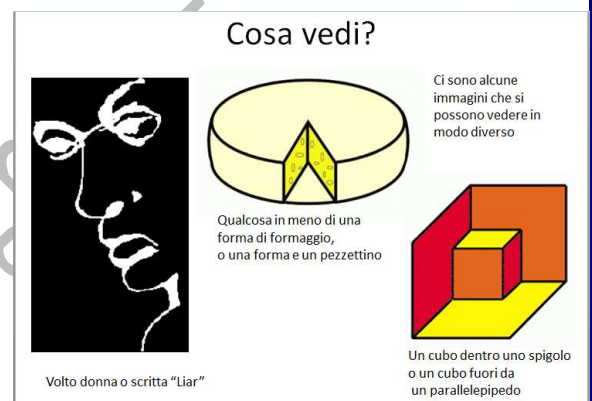 Cosa vedi?
Ci sono alcune
immagini che si
possono vedere in
modo diverso
Qualcosa in meno di una
forma di formaggio,
o una forma e un pezzettino
Un cubo dentro uno spigolo
o un cubo fuori da
un parallelepipedo
Volto donna o scritta “Liar”